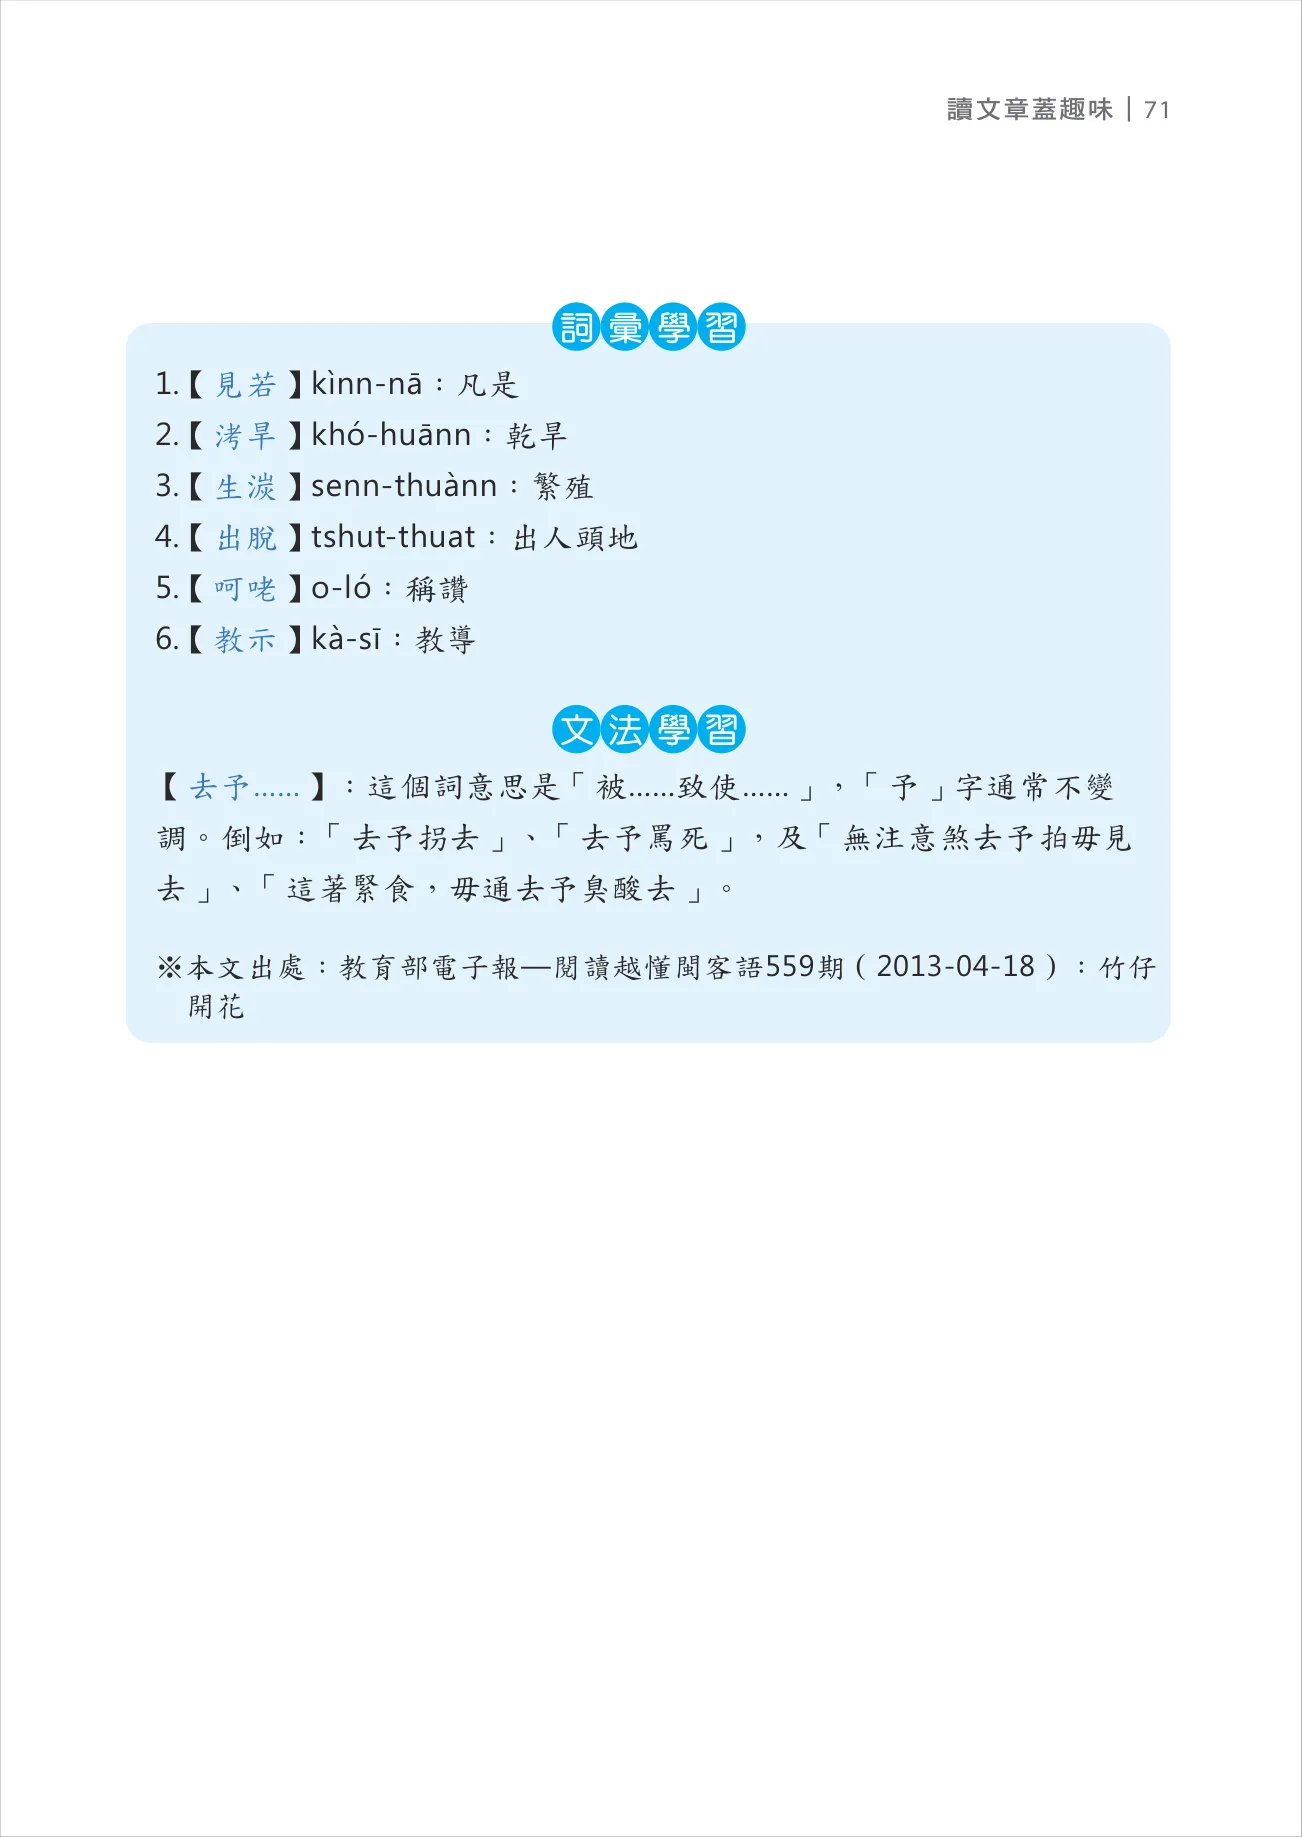 讀文章蓋趣味｜71
詞彙學習
1.【見若】kìnn-nā：凡是
2.【洘旱】khó-huānn：乾旱
3.【生湠】senn-thuànn：繁殖
4.【出脫】tshut-thuat：出人頭地
5.【呵咾】o-ló：稱讚
6.【教示】kà-sī：教導
文法學習
【去予……】：這個詞意思是「被……致使……」，「予」字通常不變
調。倒如：「去予拐去」、「去予罵死」，及「無注意煞去予拍毋見
去」、「這著緊食，毋通去予臭酸去」。
※本文出處：教育部電子報—閱讀越懂閩客語559期（2013-04-18）：竹仔
開花